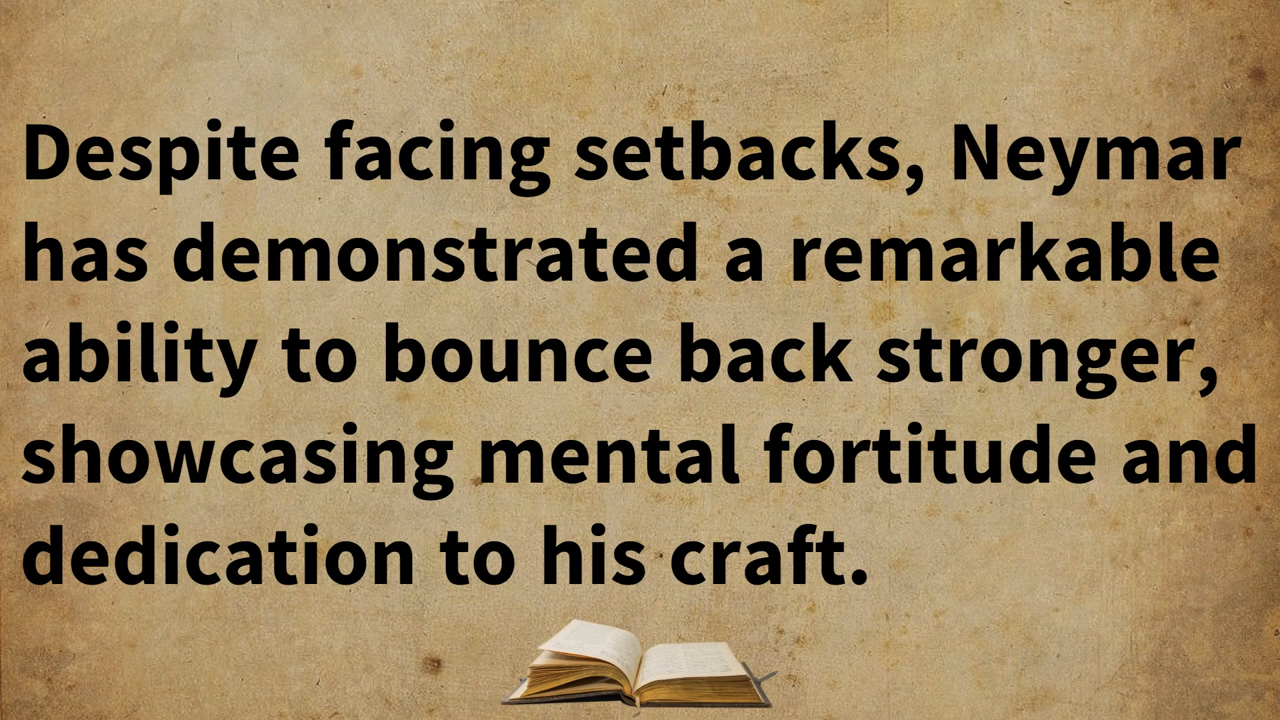 Despite facing setbacks, Neymar
has demonstrated a remarkable
ability to bounce back stronger,
showcasing mental fortitude and
dedication to his craft.